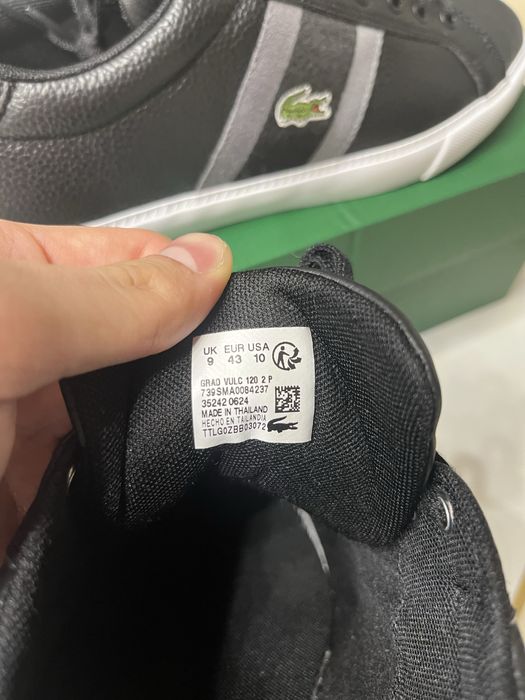 UK EUR USA
9 43 10
GRAD VULC 120 2 P
739SMA0084237
35242 0624
MADE IN THAILAND
HECHO EN TAILANDIA
TTLG0ZBB03072